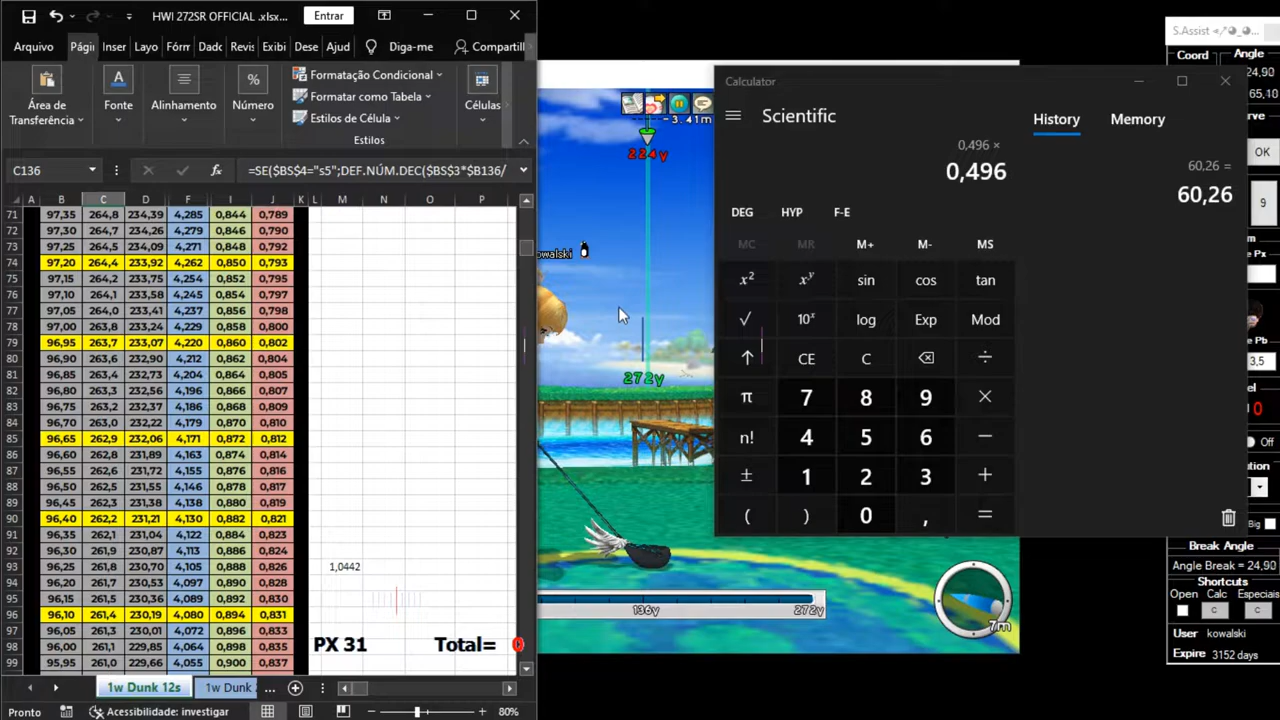 HWI 272SR OFFICIAL .xlsx...
Entrar
Arquivo Pági Inser Layo Fórm Dado Revis Exibi Dese Ajud Diga-me Compartil
Área de Transferência
Fonte
Alinhamento
Número
Formatação Condicional
Formatar como Tabela
Estilos de Célula
Estilos
Células
C136
fx
=SE($BS$4="s5";DEF.NÚM.DEC($BS$3*$B136/
A B C D F I J K L M N O P
71 97,35 264,8 234,39 4,285 0,844 0,789
72 97,30 264,7 234,26 4,279 0,846 0,790
73 97,25 264,5 234,09 4,271 0,848 0,792
74 97,20 264,4 233,92 4,262 0,850 0,793
75 97,15 264,2 233,75 4,254 0,852 0,795
76 97,10 264,1 233,58 4,245 0,854 0,797
77 97,05 264,0 233,41 4,237 0,856 0,798
78 97,00 263,8 233,24 4,229 0,858 0,800
79 96,95 263,7 233,07 4,220 0,860 0,802
80 96,90 263,6 232,90 4,212 0,862 0,804
81 96,85 263,4 232,73 4,204 0,864 0,805
82 96,80 263,3 232,56 4,195 0,866 0,807
83 96,75 263,2 232,37 4,186 0,868 0,809
84 96,70 263,0 232,22 4,179 0,870 0,810
85 96,65 262,9 232,06 4,171 0,872 0,812
86 96,60 262,8 231,89 4,163 0,874 0,814
87 96,55 262,6 231,72 4,155 0,876 0,816
88 96,50 262,5 231,55 4,146 0,878 0,817
89 96,45 262,3 231,38 4,138 0,880 0,819
90 96,40 262,2 231,21 4,130 0,882 0,821
91 96,35 262,1 231,04 4,122 0,884 0,823
92 96,30 261,9 230,87 4,113 0,886 0,824
93 96,25 261,8 230,70 4,105 0,888 0,826
94 96,20 261,7 230,53 4,097 0,890 0,828
95 96,15 261,5 230,36 4,089 0,892 0,830
96 96,10 261,4 230,19 4,080 0,894 0,831
97 96,05 261,3 230,01 4,072 0,896 0,833
98 96,00 261,1 229,85 4,064 0,898 0,835
99 95,95 261,0 229,66 4,055 0,900 0,837
1,0442
PX 31 Total= 0
1w Dunk 12s
1w Dunk
...
Pronto
Acessibilidade: investigar
80%
-3.41m
224y
owalski
272y
136y
272y
7m
Calculator
Scientific
0,496 ×
0,496
History
Memory
60,26 =
60,26
DEG HYP F-E
MC MR M+ M- MS
x² xʸ sin cos tan
√ 10ˣ log Exp Mod
CE C ÷
π 7 8 9 ×
n! 4 5 6 −
± 1 2 3 +
( ) 0 , =
S.Assist
Coord Angle
24,90
65,10
rve
OK
9
m
e Px
e Pb
3,5
el
0
Off
ution
Big
Break Angle
Angle Break = 24,90
Shortcuts
Open Calc Especiais
C C
User kowalski
Expire 3152 days